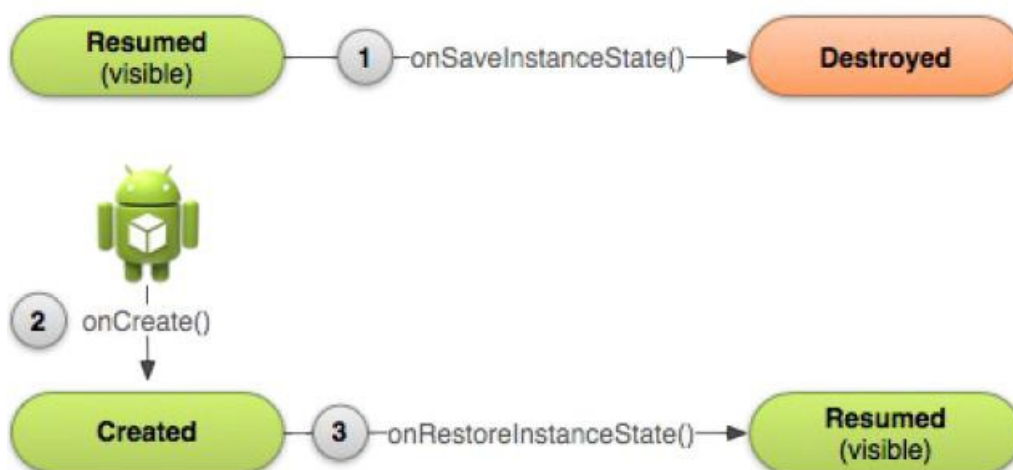 Resumed
(visible)
1
onSaveInstanceState()
Destroyed
2
onCreate()
Created
3
onRestoreInstanceState()
Resumed
(visible)